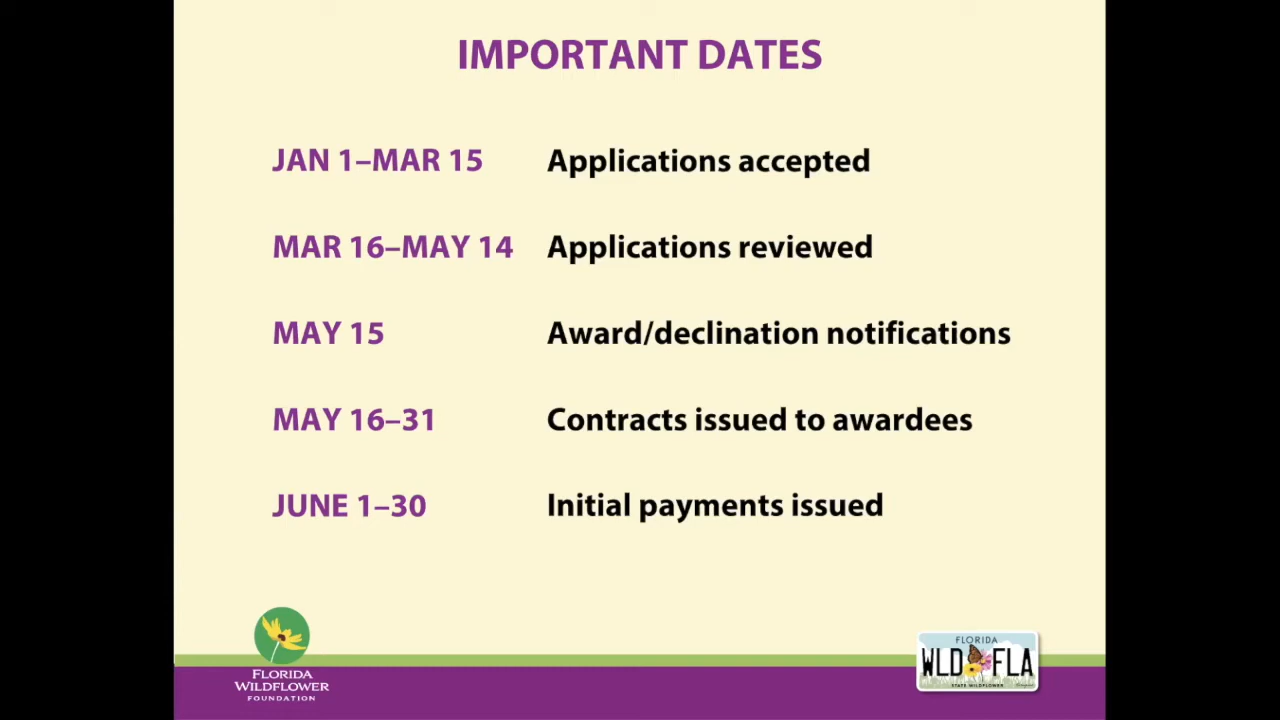 IMPORTANT DATES
JAN 1–MAR 15 Applications accepted
MAR 16–MAY 14 Applications reviewed
MAY 15 Award/declination notifications
MAY 16–31 Contracts issued to awardees
JUNE 1–30 Initial payments issued
FLORIDA
WILDFLOWER
FOUNDATION
FLORIDA
WLD FLA
STATE WILDFLOWER